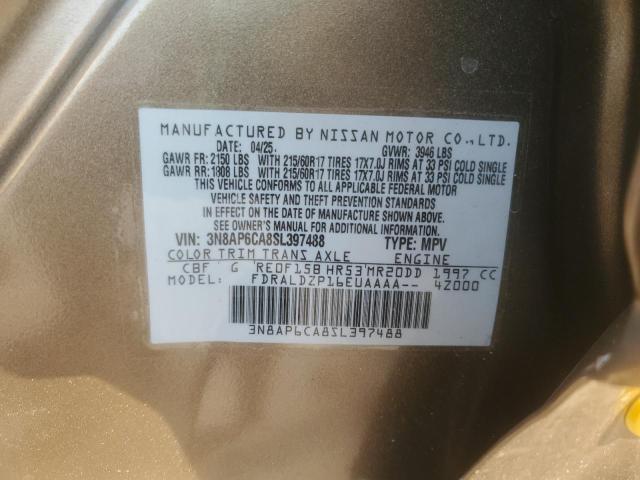 MANUFACTURED BY NISSAN MOTOR CO., LTD.
DATE: 04/25 GVWR: 3946 LBS
GAWR FR: 2150 LBS WITH 215/60R17 TIRES 17X7.0J RIMS AT 33 PSI COLD SINGLE
GAWR RR: 1808 LBS WITH 215/60R17 TIRES 17X7.0J RIMS AT 33 PSI COLD SINGLE
THIS VEHICLE CONFORMS TO ALL APPLICABLE FEDERAL MOTOR
VEHICLE SAFETY AND THEFT PREVENTION STANDARDS
IN EFFECT ON THE DATE OF MANUFACTURE SHOWN ABOVE.
SEE OWNER'S MANUAL FOR ADDITIONAL INFORMATION.
VIN: 3N8AP6CA8SL397488 TYPE: MPV
COLOR TRIM TRANS AXLE ENGINE
CBF G RE0F15B HR53 MR20DD 1997 CC
MODEL FDRALDZP16EUAAAA-- 4Z000
3N8AP6CA8SL397488